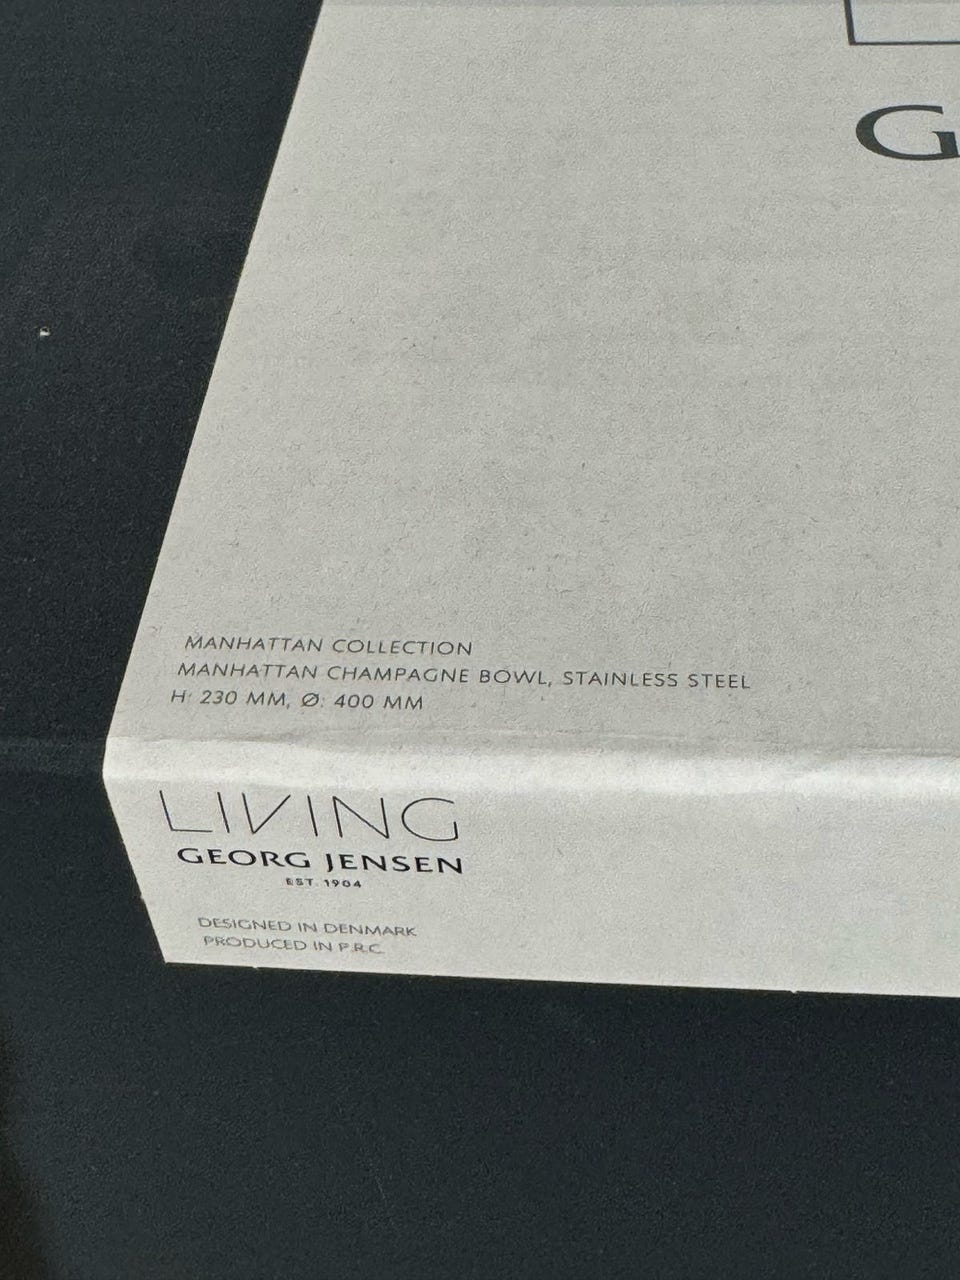 G
MANHATTAN COLLECTION
MANHATTAN CHAMPAGNE BOWL, STAINLESS STEEL
H: 230 MM, Ø: 400 MM
LIVING
GEORG JENSEN
EST. 1904
DESIGNED IN DENMARK
PRODUCED IN P.R.C.